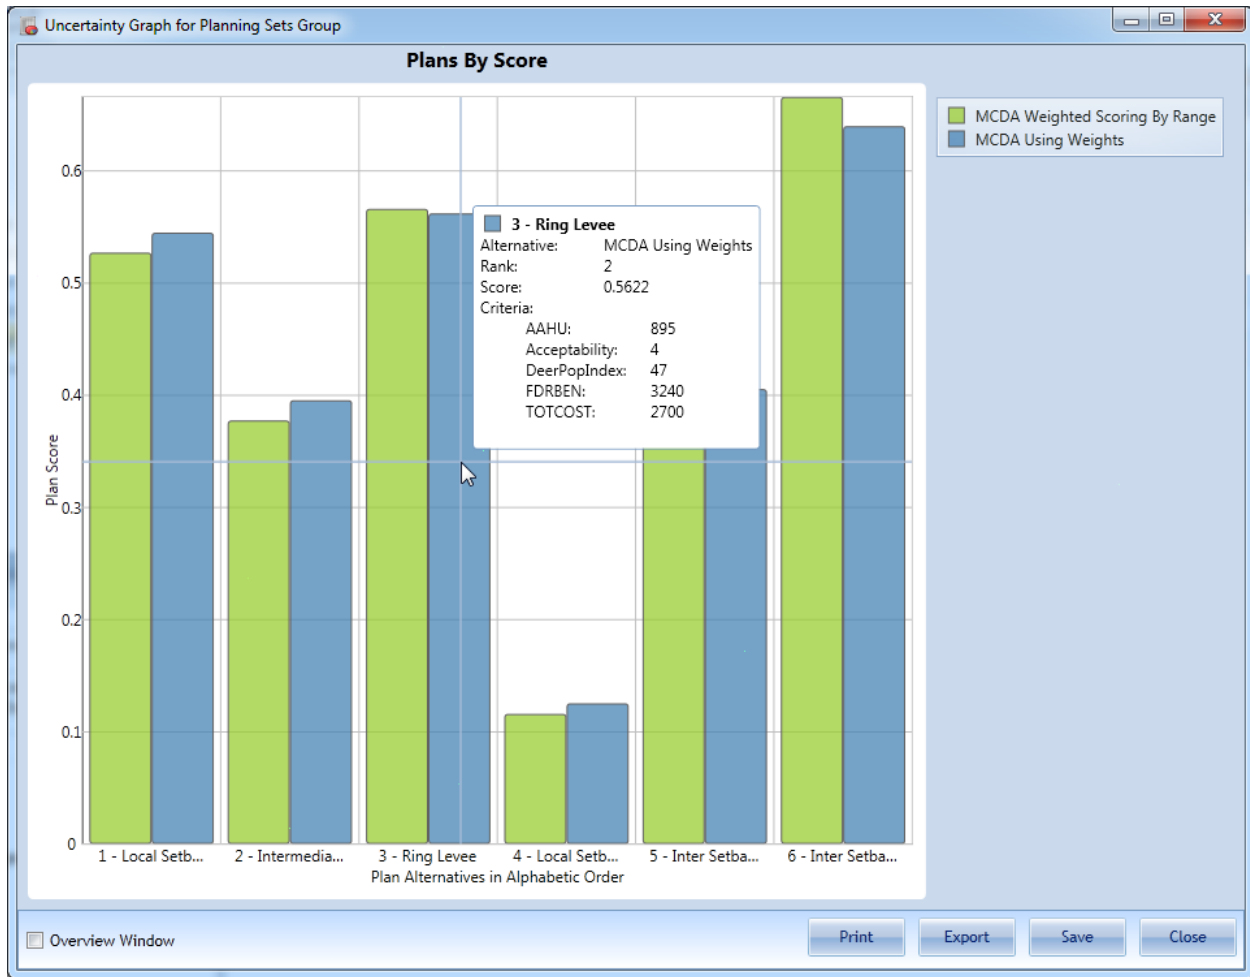 Uncertainty Graph for Planning Sets Group
Plans By Score
MCDA Weighted Scoring By Range
MCDA Using Weights
0.6
0.5
0.4
0.3
0.2
0.1
0
Plan Score
3 - Ring Levee
Alternative: MCDA Using Weights
Rank: 2
Score: 0.5622
Criteria:
AAHU: 895
Acceptability: 4
DeerPopIndex: 47
FDRBEN: 3240
TOTCOST: 2700
1 - Local Setb... 2 - Intermedia... 3 - Ring Levee 4 - Local Setb... 5 - Inter Setba... 6 - Inter Setba...
Plan Alternatives in Alphabetic Order
Overview Window Print Export Save Close